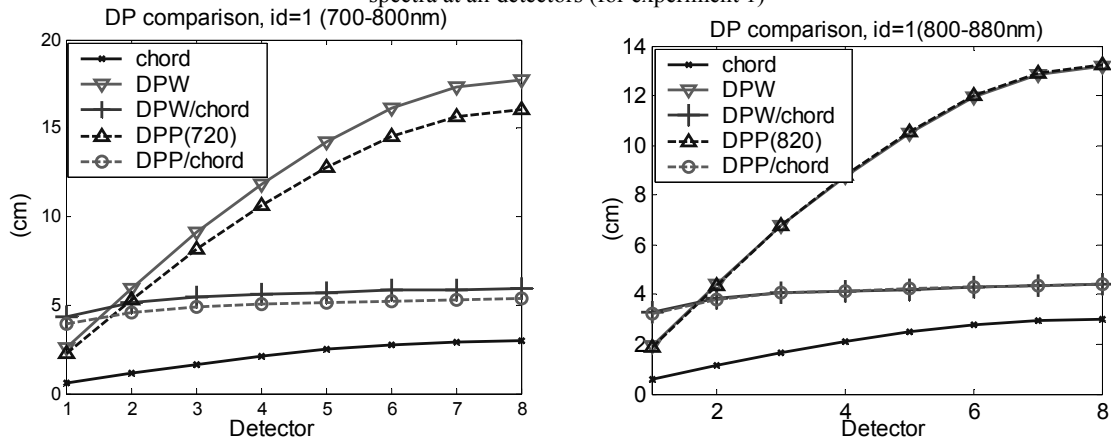 spectra at all detectors (for experiment 1)
DP comparison, id=1 (700-800nm)
20
15
10
5
0
(cm)
chord
DPW
DPW/chord
DPP(720)
DPP/chord
1 2 3 4 5 6 7 8
Detector
DP comparison, id=1(800-880nm)
14
12
10
8
6
4
2
0
(cm)
chord
DPW
DPW/chord
DPP(820)
DPP/chord
2 4 6 8
Detector